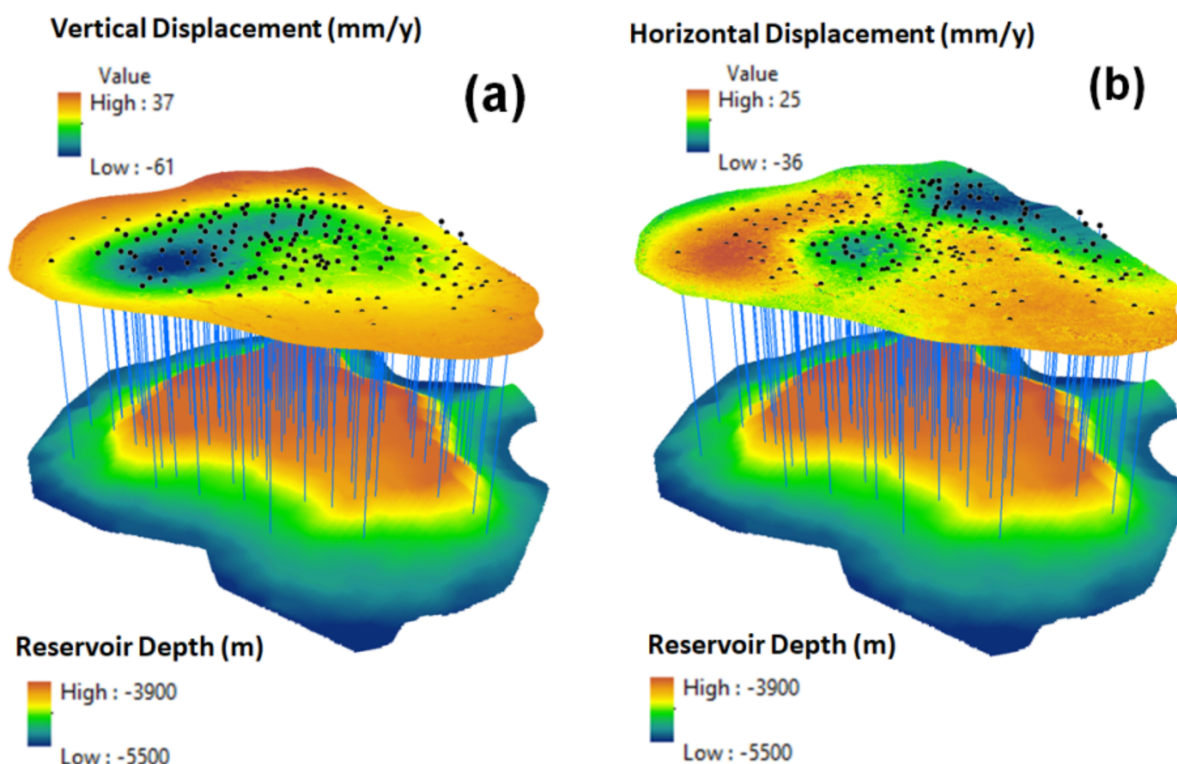 Vertical Displacement (mm/y)
Value
High : 37
Low : -61
(a)
Reservoir Depth (m)
High : -3900
Low : -5500
Horizontal Displacement (mm/y)
Value
High : 25
Low : -36
(b)
Reservoir Depth (m)
High : -3900
Low : -5500